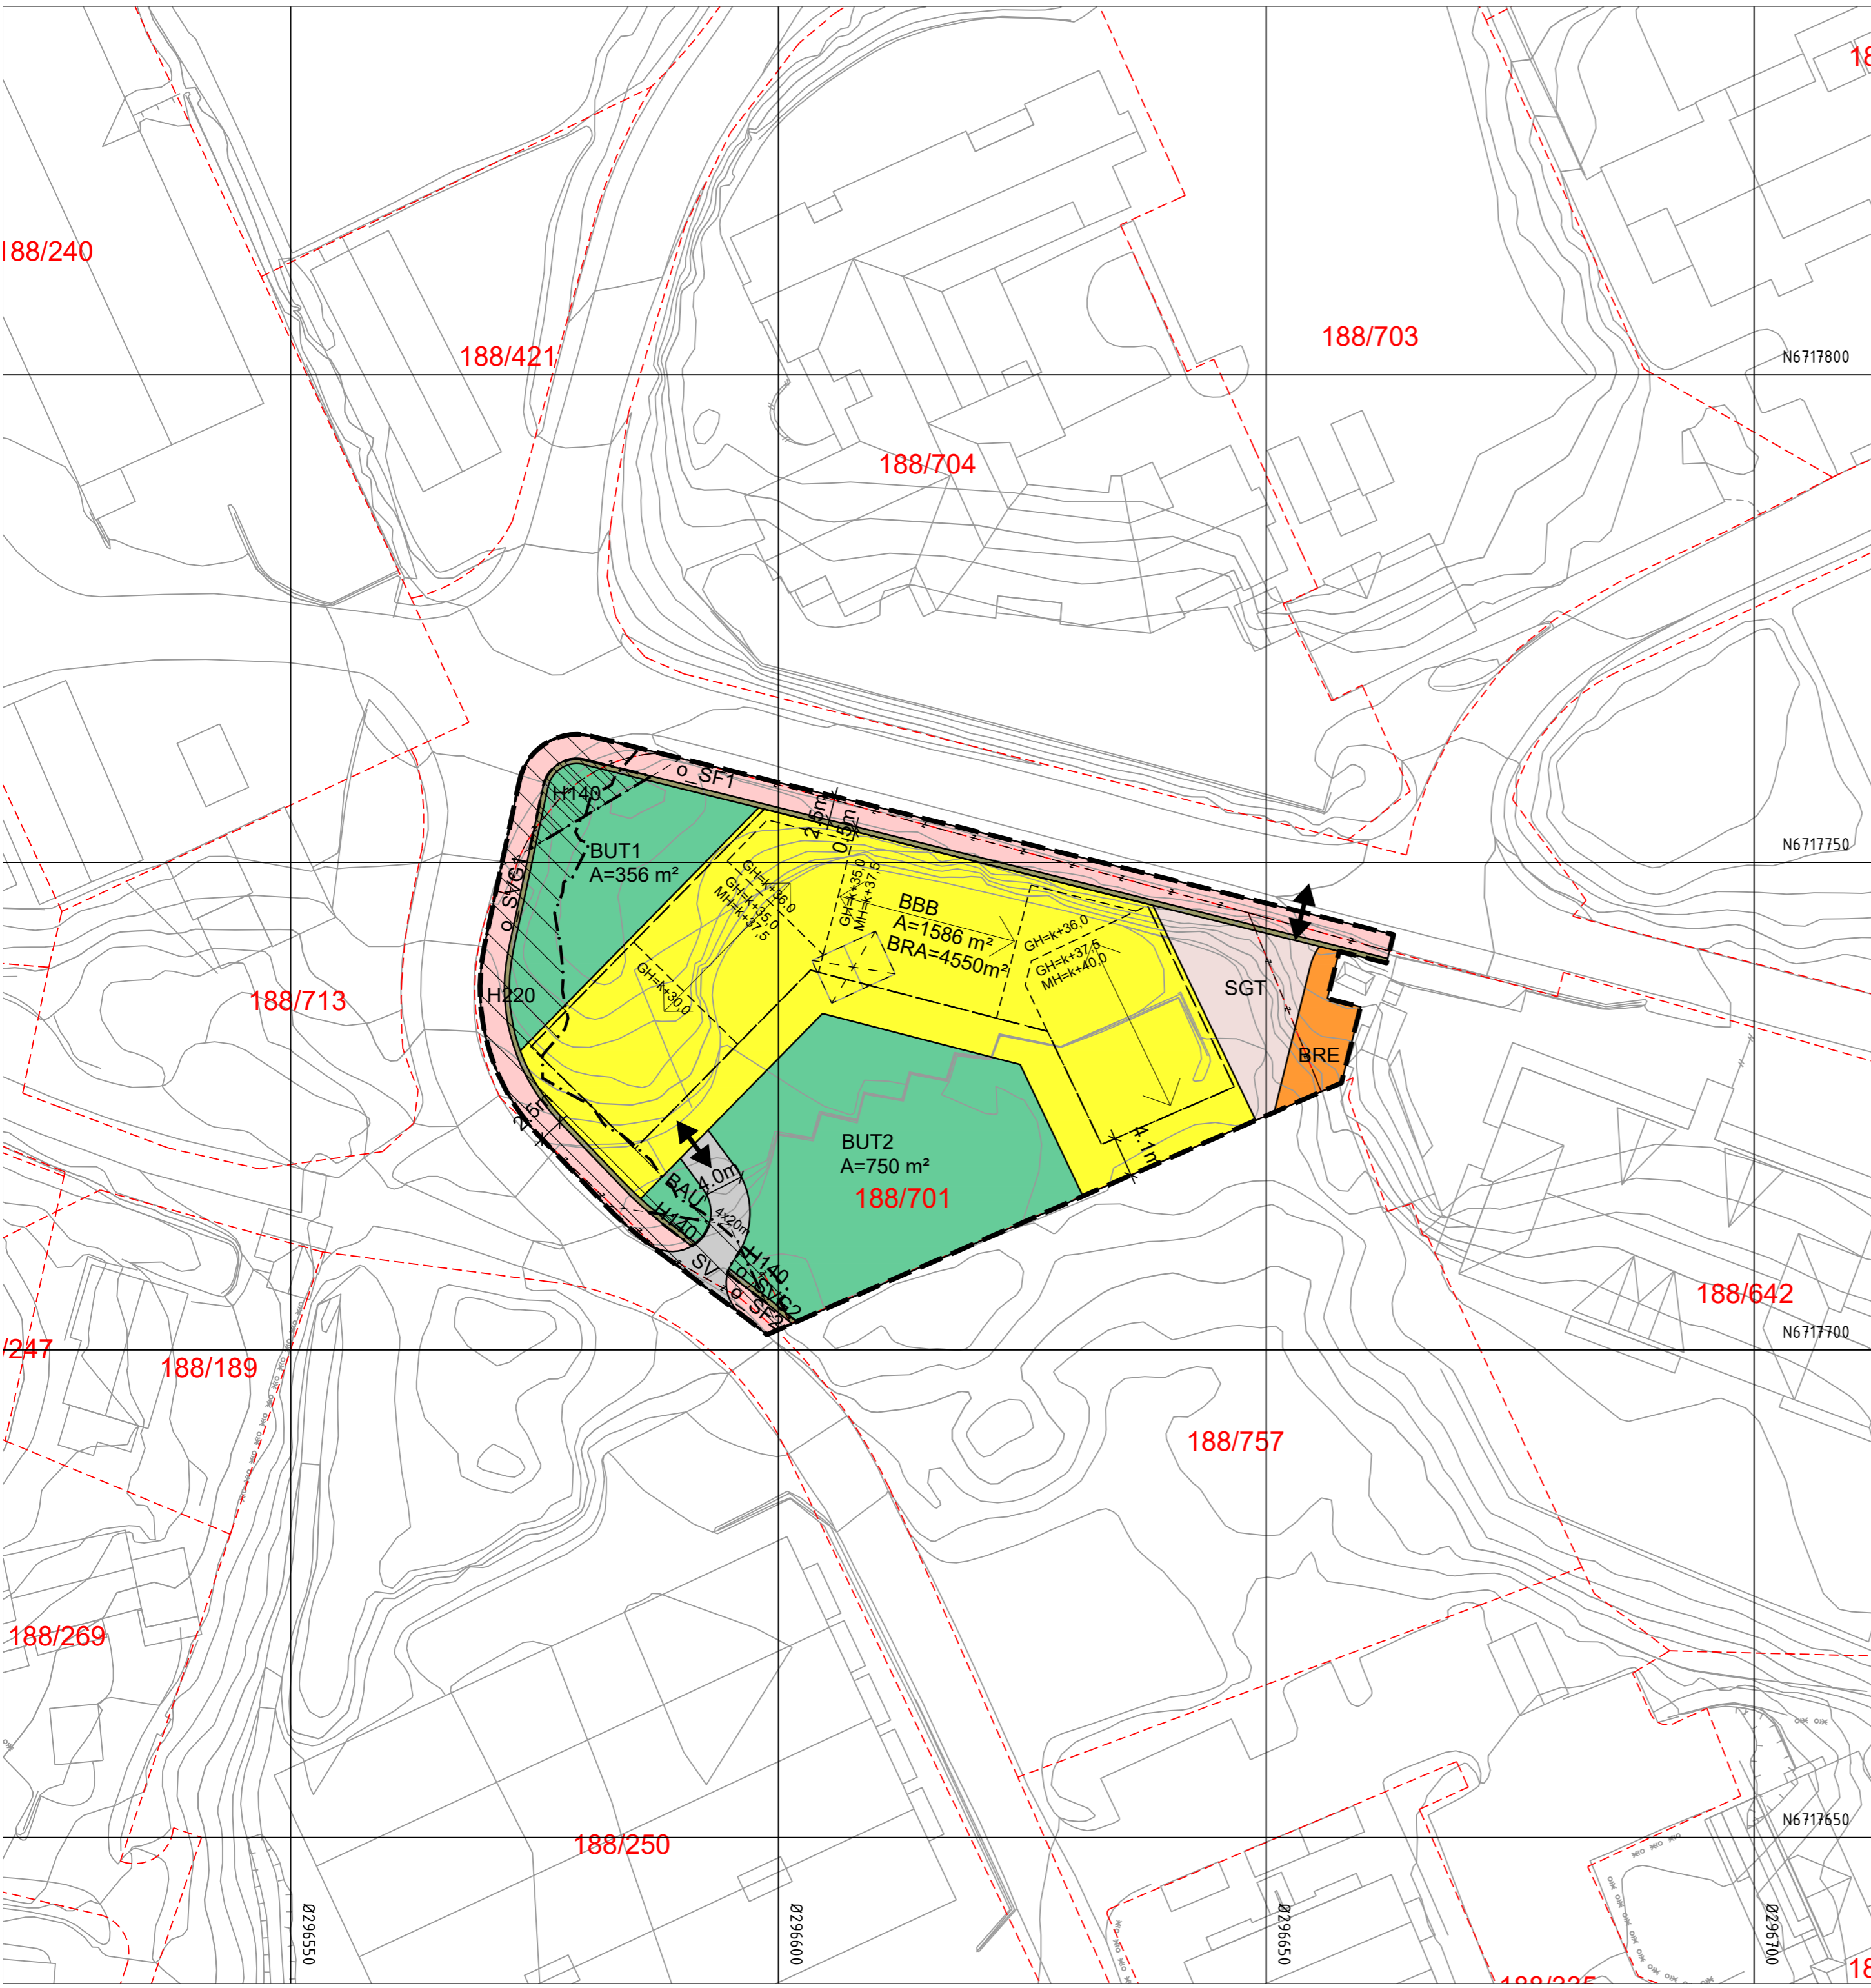 188/240
188/421
188/703
N6717800
188/704
o_SF1
H140
2.5m
0.5m
BUT1
A=356 m²
N6717750
GH=k+36,0
GH=k+35,0
MH=k+37,5
GH=k+35,0
MH=k+37,5
BBB
A=1586 m²
BRA=4550m²
o_SVG1
GH=k+36,0
GH=k+37,5
MH=k+40,0
GH=k+30,0
SGT
H220
188/713
BRE
2.5m
4.1m
BUT2
A=750 m²
188/701
4.0m
BAU
4x20m
H140
H140
SV
o_SVG2
o_SF2
188/642
N6717700
/247
188/189
188/757
188/269
188/250
N6717650
Ø296550
Ø296600
Ø296650
Ø296700